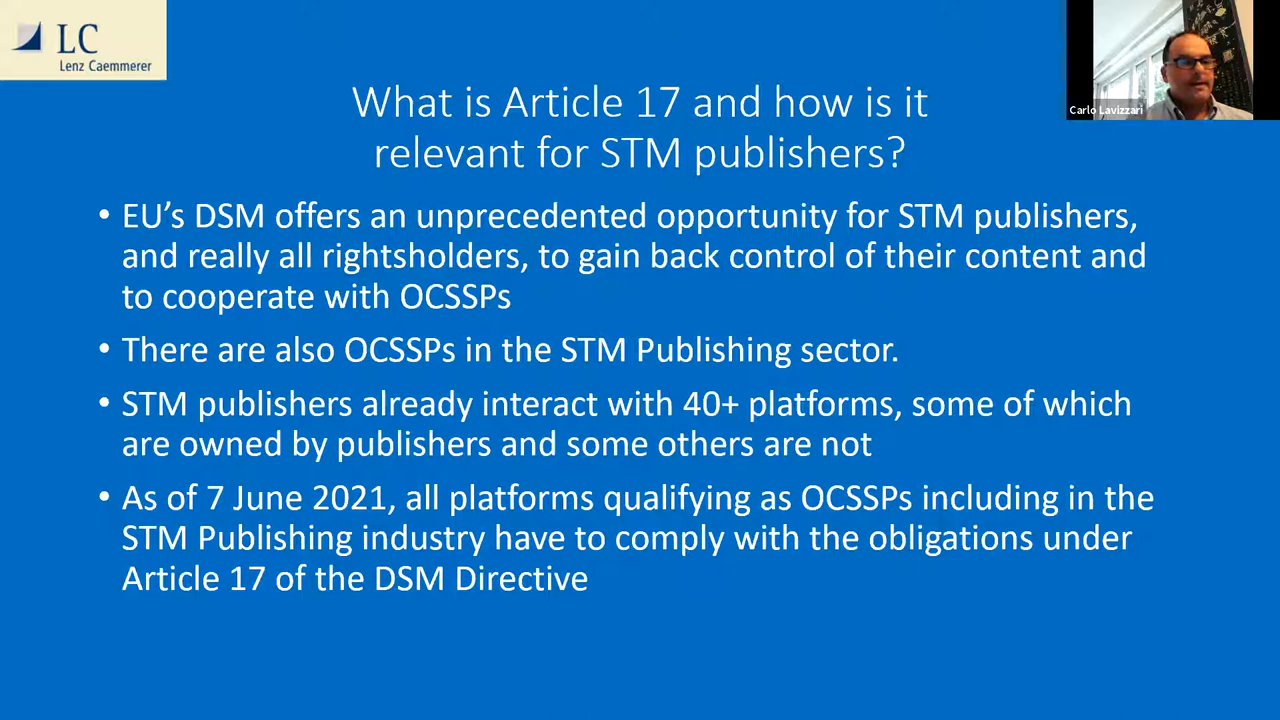 LC
Lenz Caemmerer
Carlo Lavizzari
What is Article 17 and how is it
relevant for STM publishers?
• EU’s DSM offers an unprecedented opportunity for STM publishers,
and really all rightsholders, to gain back control of their content and
to cooperate with OCSSPs
• There are also OCSSPs in the STM Publishing sector.
• STM publishers already interact with 40+ platforms, some of which
are owned by publishers and some others are not
• As of 7 June 2021, all platforms qualifying as OCSSPs including in the
STM Publishing industry have to comply with the obligations under
Article 17 of the DSM Directive